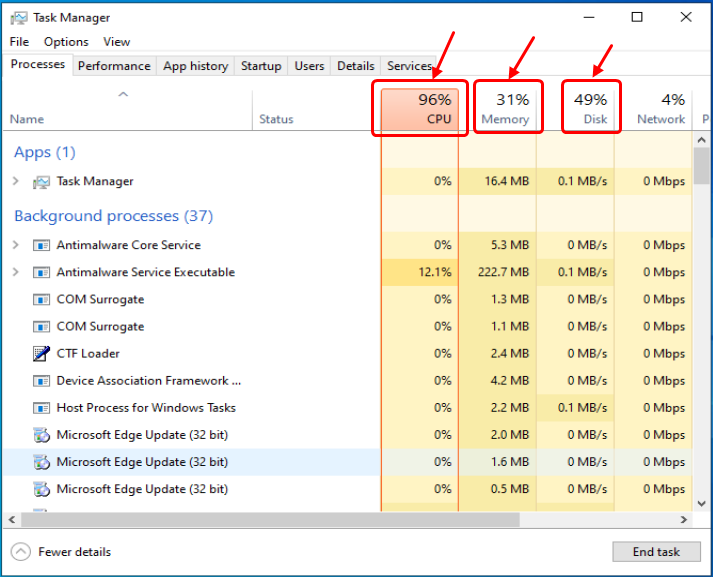 Task Manager
File Options View
Processes Performance App history Startup Users Details Services
96% 31% 49% 4%
Name Status CPU Memory Disk Network P
Apps (1)
Task Manager 0% 16.4 MB 0.1 MB/s 0 Mbps
Background processes (37)
Antimalware Core Service 0% 5.3 MB 0 MB/s 0 Mbps
Antimalware Service Executable 12.1% 222.7 MB 0.1 MB/s 0 Mbps
COM Surrogate 0% 1.3 MB 0 MB/s 0 Mbps
COM Surrogate 0% 1.1 MB 0 MB/s 0 Mbps
CTF Loader 0% 2.4 MB 0 MB/s 0 Mbps
Device Association Framework ... 0% 4.2 MB 0 MB/s 0 Mbps
Host Process for Windows Tasks 0% 2.2 MB 0.1 MB/s 0 Mbps
Microsoft Edge Update (32 bit) 0% 2.0 MB 0 MB/s 0 Mbps
Microsoft Edge Update (32 bit) 0% 1.6 MB 0 MB/s 0 Mbps
Microsoft Edge Update (32 bit) 0% 0.5 MB 0 MB/s 0 Mbps
Fewer details End task